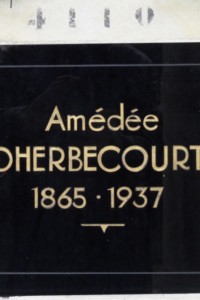 Amédée
OHERBECOURT
1865 · 1937